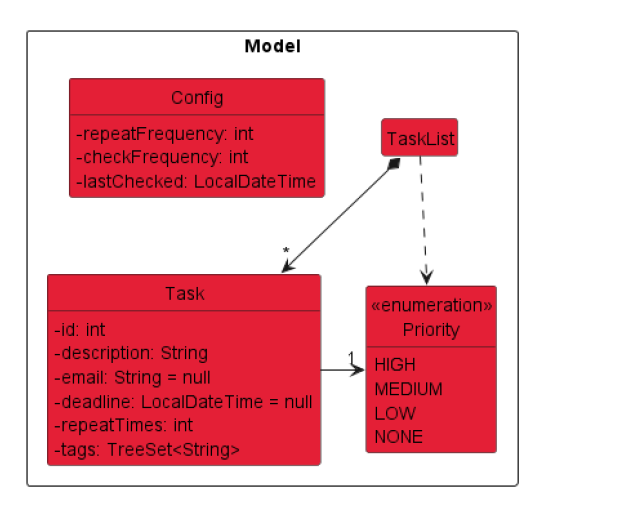 Model
Config
-repeatFrequency: int
-checkFrequency: int
-lastChecked: LocalDateTime
TaskList
*
Task
-id: int
-description: String
-email: String = null
-deadline: LocalDateTime = null
-repeatTimes: int
-tags: TreeSet<String>
1
«enumeration»
Priority
HIGH
MEDIUM
LOW
NONE